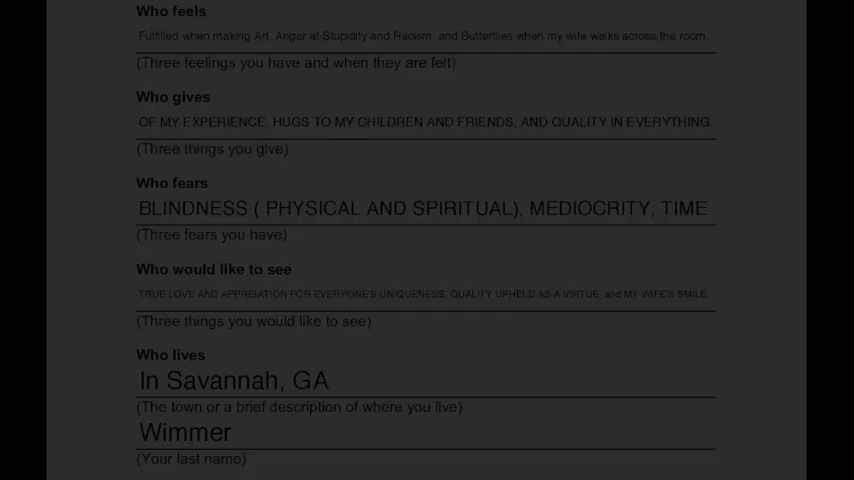 Who feels
Fulfilled when making Art, Anger at Stupidity and Racism, and Butterflies when my wife walks across the room
(Three feelings you have and when they are felt)
Who gives
OF MY EXPERIENCE, HUGS TO MY CHILDREN AND FRIENDS, AND QUALITY IN EVERYTHING.
(Three things you give)
Who fears
BLINDNESS ( PHYSICAL AND SPIRITUAL), MEDIOCRITY, TIME
(Three fears you have)
Who would like to see
TRUE LOVE AND APPREIATION FOR EVERYONE'S UNIQUENESS, QUALITY UPHELD AS A VIRTUE, and MY WIFE'S SMILE
(Three things you would like to see)
Who lives
In Savannah, GA
(The town or a brief description of where you live)
Wimmer
(Your last name)